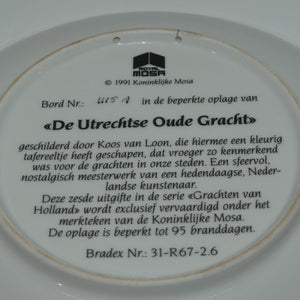 ROYAL
MOSA
© 1991 Koninklijke Mosa
Bord Nr.: in de beperkte oplage van
«De Utrechtse Oude Gracht»
geschilderd door Koos van Loon, die hiermee een kleurig
tafereeltje heeft geschapen, dat vroeger zo kenmerkend
was voor de grachten in onze steden. Een sfeervol,
nostalgisch meesterwerk van een hedendaagse, Neder-
landse kunstenaar.
Deze zesde uitgifte in de serie «Grachten van
Holland» wordt exclusief vervaardigd onder het
merkteken van de Koninklijke Mosa.
De oplage is beperkt tot 95 branddagen.
Bradex Nr.: 31-R67-2.6